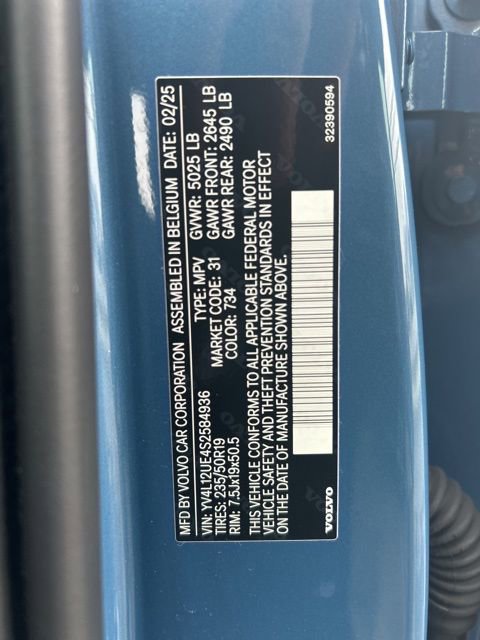 MFD BY VOLVO CAR CORPORATION ASSEMBLED IN BELGIUM DATE: 02/25
VIN: YV4L12UE4S2584936 TYPE: MPV GVWR: 5025 LB
TIRES: 235/50R19 MARKET CODE: 31 GAWR FRONT: 2645 LB
RIM: 7.5Jx19x50.5 COLOR: 734 GAWR REAR: 2490 LB
THIS VEHICLE CONFORMS TO ALL APPLICABLE FEDERAL MOTOR
VEHICLE SAFETY AND THEFT PREVENTION STANDARDS IN EFFECT
ON THE DATE OF MANUFACTURE SHOWN ABOVE.
VOLVO 32390594